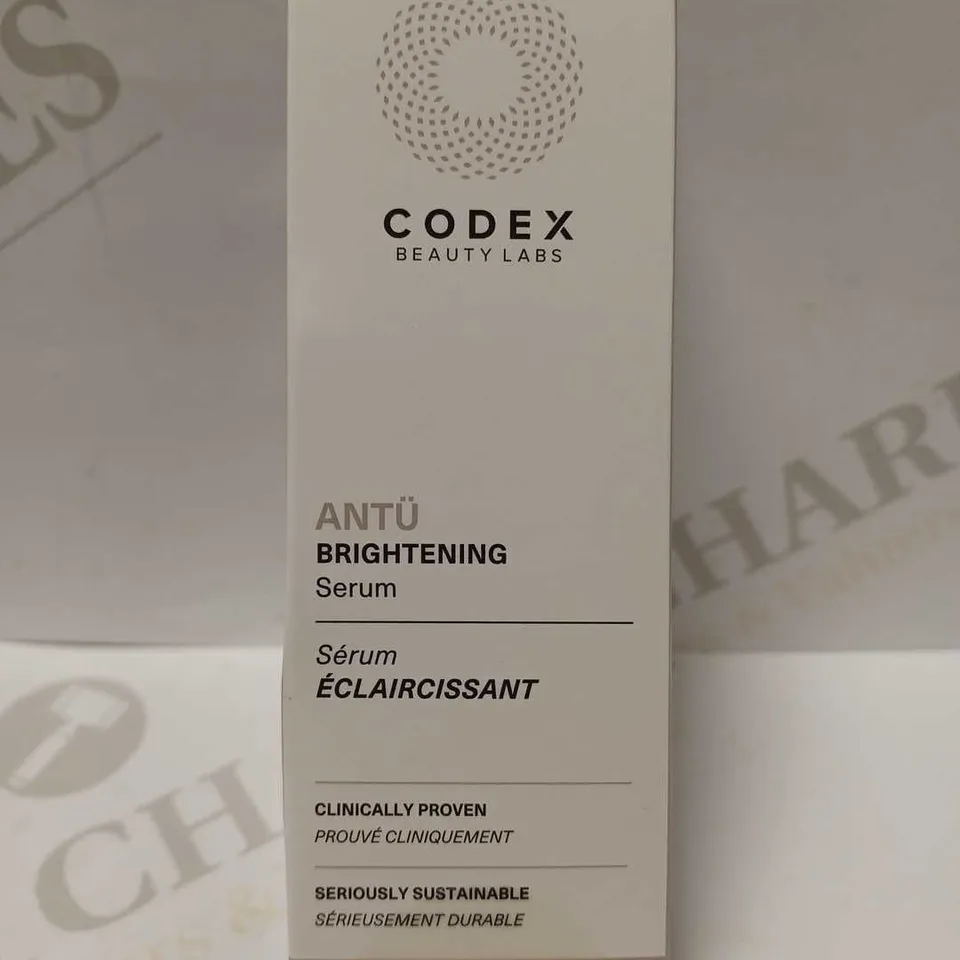 CODEX
BEAUTY LABS
ANTÜ
BRIGHTENING
Serum
Sérum
ÉCLAIRCISSANT
CLINICALLY PROVEN
PROUVÉ CLINIQUEMENT
SERIOUSLY SUSTAINABLE
SÉRIEUSEMENT DURABLE